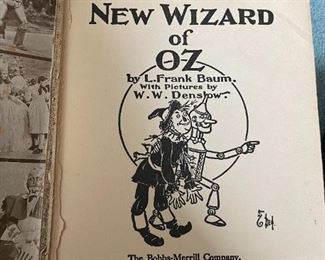 NEW WIZARD
of
OZ
by L. Frank Baum.
With Pictures by
W. W. Denslow.
The Bobbs-Merrill Company.